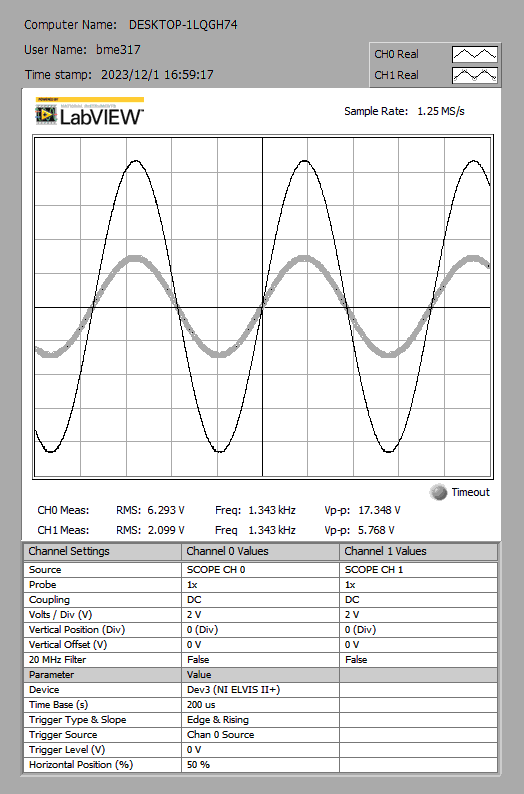 Computer Name: DESKTOP-1LQGH74
User Name: bme317
Time stamp: 2023/12/1 16:59:17
CH0 Real
CH1 Real
POWERED BY
NATIONAL INSTRUMENTS
LabVIEW™
Sample Rate: 1.25 MS/s
Timeout
CH0 Meas: RMS: 6.293 V Freq: 1.343 kHz Vp-p: 17.348 V
CH1 Meas: RMS: 2.099 V Freq 1.343 kHz Vp-p: 5.768 V
Channel Settings Channel 0 Values Channel 1 Values
Source SCOPE CH 0 SCOPE CH 1
Probe 1x 1x
Coupling DC DC
Volts / Div (V) 2 V 2 V
Vertical Position (Div) 0 (Div) 0 (Div)
Vertical Offset (V) 0 V 0 V
20 MHz Filter False False
Parameter Value
Device Dev3 (NI ELVIS II+)
Time Base (s) 200 us
Trigger Type & Slope Edge & Rising
Trigger Source Chan 0 Source
Trigger Level (V) 0 V
Horizontal Position (%) 50 %